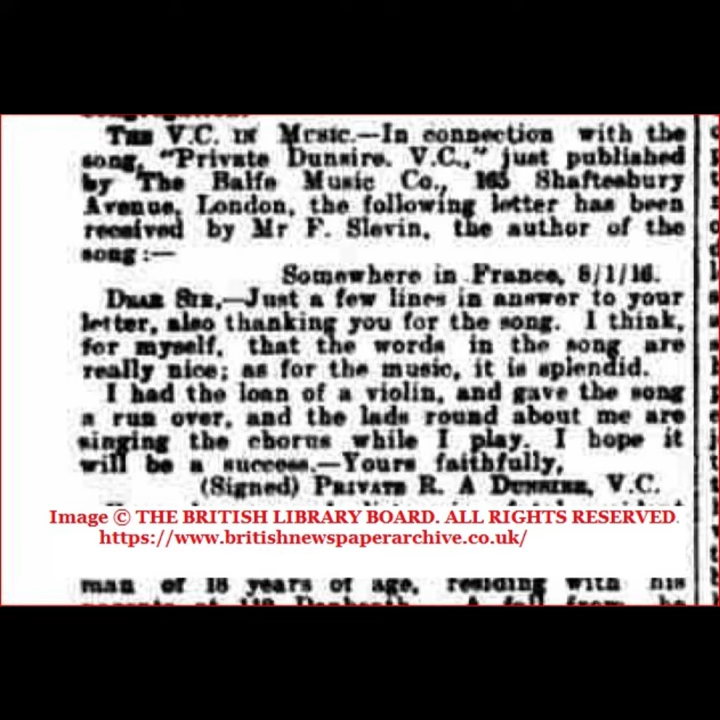 THE V.C. IN MUSIC.—In connection with the
song, "Private Dunsire, V.C.," just published
by The Balfe Music Co., 165 Shaftesbury
Avenue, London, the following letter has been
received by Mr F. Slevin, the author of the
song:—
Somewhere in France, 8/1/16.
DEAR SIR,—Just a few lines in answer to your
letter, also thanking you for the song. I think,
for myself, that the words in the song are
really nice; as for the music, it is splendid.
I had the loan of a violin, and gave the song
a run over, and the lads round about me are
singing the chorus while I play. I hope it
will be a success.—Yours faithfully,
(Signed) PRIVATE R. A DUNSIRE, V.C.
Image © THE BRITISH LIBRARY BOARD. ALL RIGHTS RESERVED.
https://www.britishnewspaperarchive.co.uk/
man of 18 years of age, residing with his